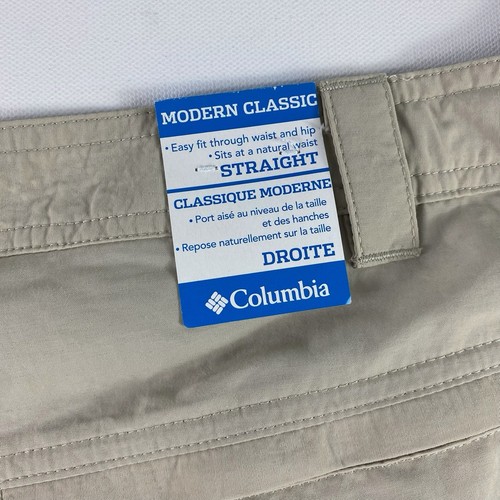 MODERN CLASSIC
• Easy fit through waist and hip
• Sits at a natural waist
STRAIGHT
CLASSIQUE MODERNE
• Port aisé au niveau de la taille
et des hanches
• Repose naturellement sur la taille
DROITE
Columbia